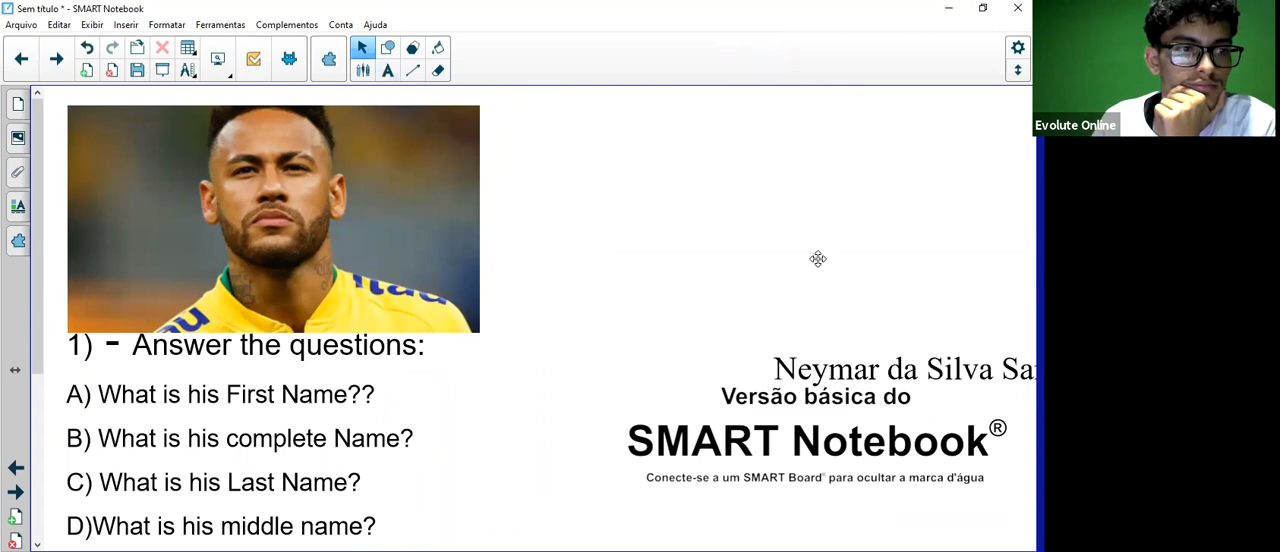 Sem título * - SMART Notebook
Arquivo Editar Exibir Inserir Formatar Ferramentas Complementos Conta Ajuda
Evolute Online
itaú
1) - Answer the questions:
Neymar da Silva
A) What is his First Name??
Versão básica do
B) What is his complete Name?
SMART Notebook®
C) What is his Last Name?
Conecte-se a um SMART Board® para ocultar a marca d'água
D)What is his middle name?